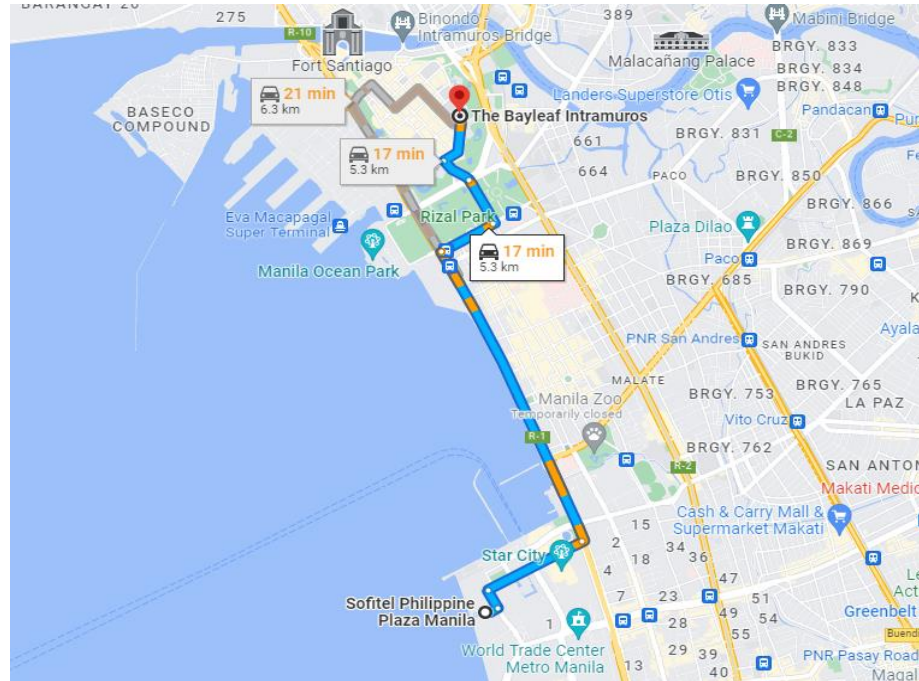 BARANGAY 20
275
R-10
Fort Santiago
Binondo -
Intramuros Bridge
389
Malacañang Palace
Mabini Bridge
BRGY. 833
BRGY. 834
BRGY. 848
21 min
6.3 km
BASECO
COMPOUND
The Bayleaf Intramuros
Landers Superstore Otis
Pandacan
C-2
BRGY. 831
661
664
17 min
5.3 km
PACO
BRGY. 850
BRGY. 866
Eva Macapagal
Super Terminal
Rizal Park
Plaza Dilao
BRGY. 869
Manila Ocean Park
17 min
5.3 km
Paco
BRGY. 685
BRGY. 790
PNR San Andres
SAN ANDRES
BUKID
Ayala
MALATE
BRGY. 753
BRGY. 765
LA PAZ
Manila Zoo
Temporarily closed
Vito Cruz
R-1
R-2
BRGY. 762
SAN ANTON
Makati Medic
Cash & Carry Mall &
Supermarket Makati
Star City
15
2
34
18
36
4
47
7
23
51
54
49
1
28
55
29
39
13
40
Sofitel Philippine
Plaza Manila
World Trade Center
Metro Manila
Greenbelt
Buendi
PNR Pasay Road
Magal